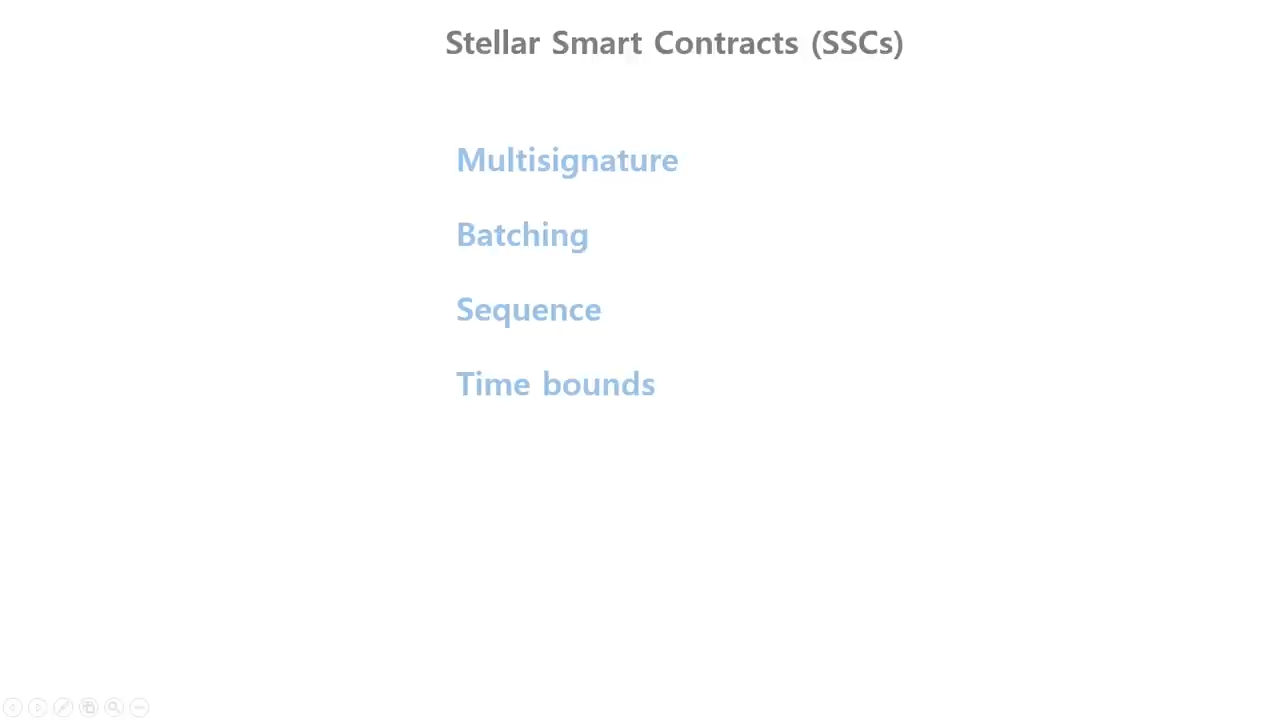 Stellar Smart Contracts (SSCs)
Multisignature
Batching
Sequence
Time bounds